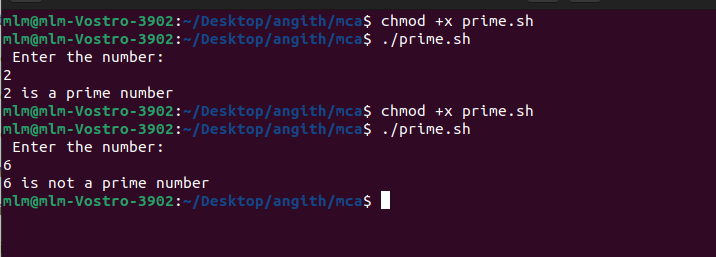 mlm@mlm-Vostro-3902:~/Desktop/angith/mca$ chmod +x prime.sh
mlm@mlm-Vostro-3902:~/Desktop/angith/mca$ ./prime.sh
 Enter the number:
2
2 is a prime number
mlm@mlm-Vostro-3902:~/Desktop/angith/mca$ chmod +x prime.sh
mlm@mlm-Vostro-3902:~/Desktop/angith/mca$ ./prime.sh
 Enter the number:
6
6 is not a prime number
mlm@mlm-Vostro-3902:~/Desktop/angith/mca$